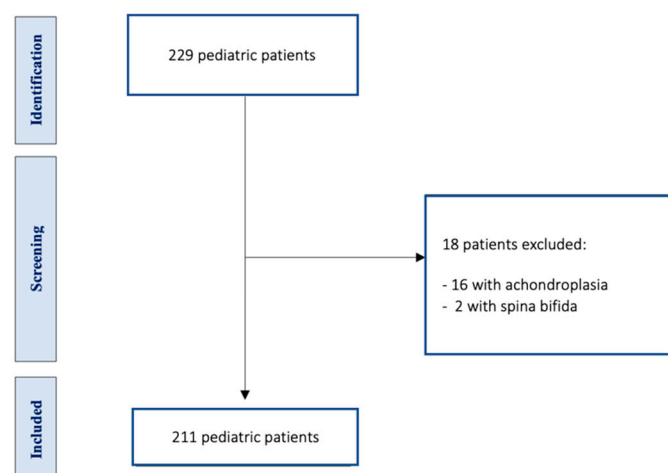 Identification
229 pediatric patients
Screening
18 patients excluded:
- 16 with achondroplasia
- 2 with spina bifida
Included
211 pediatric patients